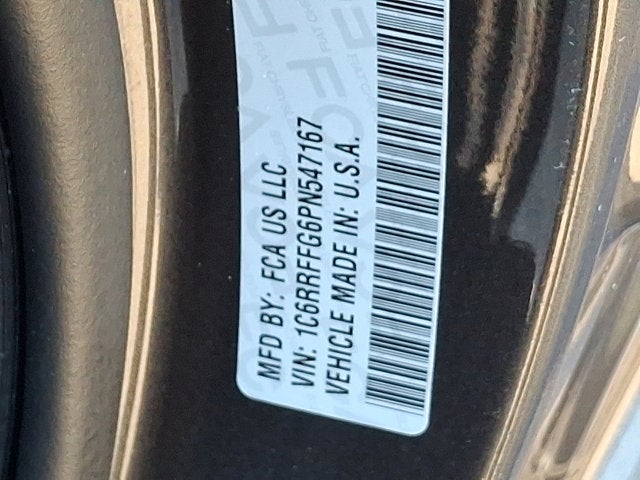 MFD BY: FCA US LLC
VIN: 1C6RRFFG6PN547167
VEHICLE MADE IN: U.S.A.